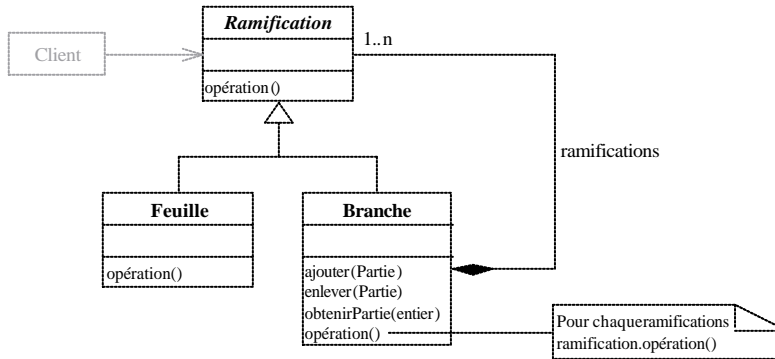 Ramification
Client
1..n
opération()
ramifications
Feuille
Branche
opération()
ajouter(Partie)
enlever(Partie)
obtenirPartie(entier)
opération()
Pour chaqueramifications
ramification.opération()